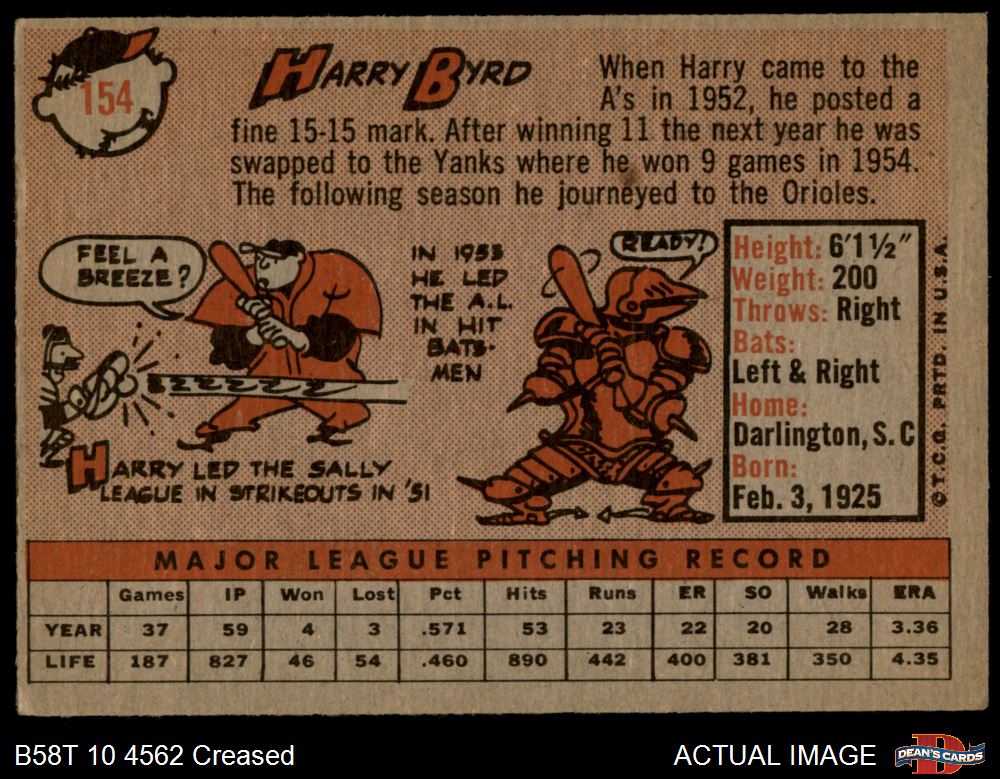 154
HARRY BYRD
When Harry came to the
A's in 1952, he posted a
fine 15-15 mark. After winning 11 the next year he was
swapped to the Yanks where he won 9 games in 1954.
The following season he journeyed to the Orioles.
FEEL A
BREEZE?
HARRY LED THE SALLY
LEAGUE IN STRIKEOUTS IN '51
IN 1953
HE LED
THE A.L.
IN HIT
BATS-
MEN
READY!
Height: 6'1½"
Weight: 200
Throws: Right
Bats:
Left & Right
Home:
Darlington, S. C
Born:
Feb. 3, 1925
©T.C.G. PRTD. IN U.S.A.
MAJOR LEAGUE PITCHING RECORD
Games IP Won Lost Pct Hits Runs ER SO Walks ERA
YEAR 37 59 4 3 .571 53 23 22 20 28 3.36
LIFE 187 827 46 54 .460 890 442 400 381 350 4.35
B58T 10 4562 Creased
ACTUAL IMAGE
DEAN'S CARDS